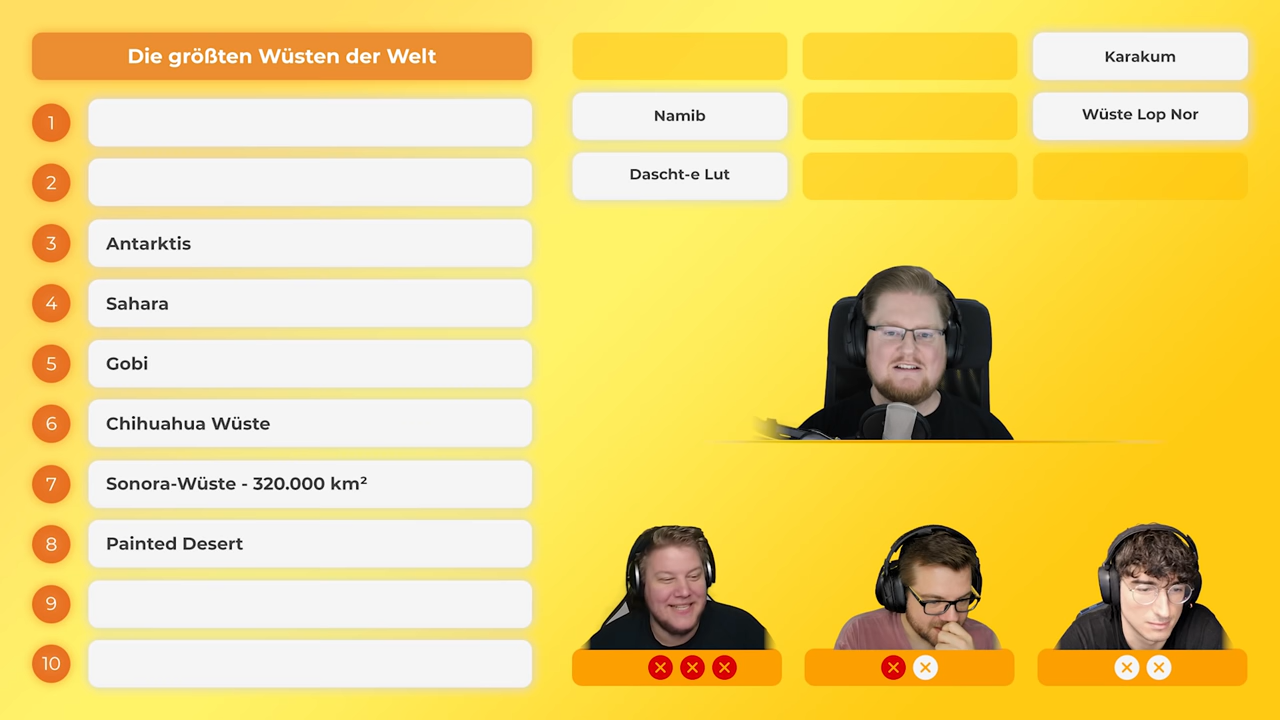 Die größten Wüsten der Welt
1
2
3 Antarktis
4 Sahara
5 Gobi
6 Chihuahua Wüste
7 Sonora-Wüste - 320.000 km²
8 Painted Desert
9
10
Karakum
Namib
Wüste Lop Nor
Dascht-e Lut